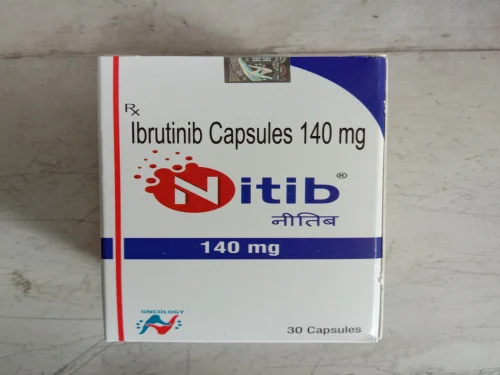 Rx
Ibrutinib Capsules 140 mg
Nitib®
नीतिब
140 mg
ONCOLOGY
30 Capsules